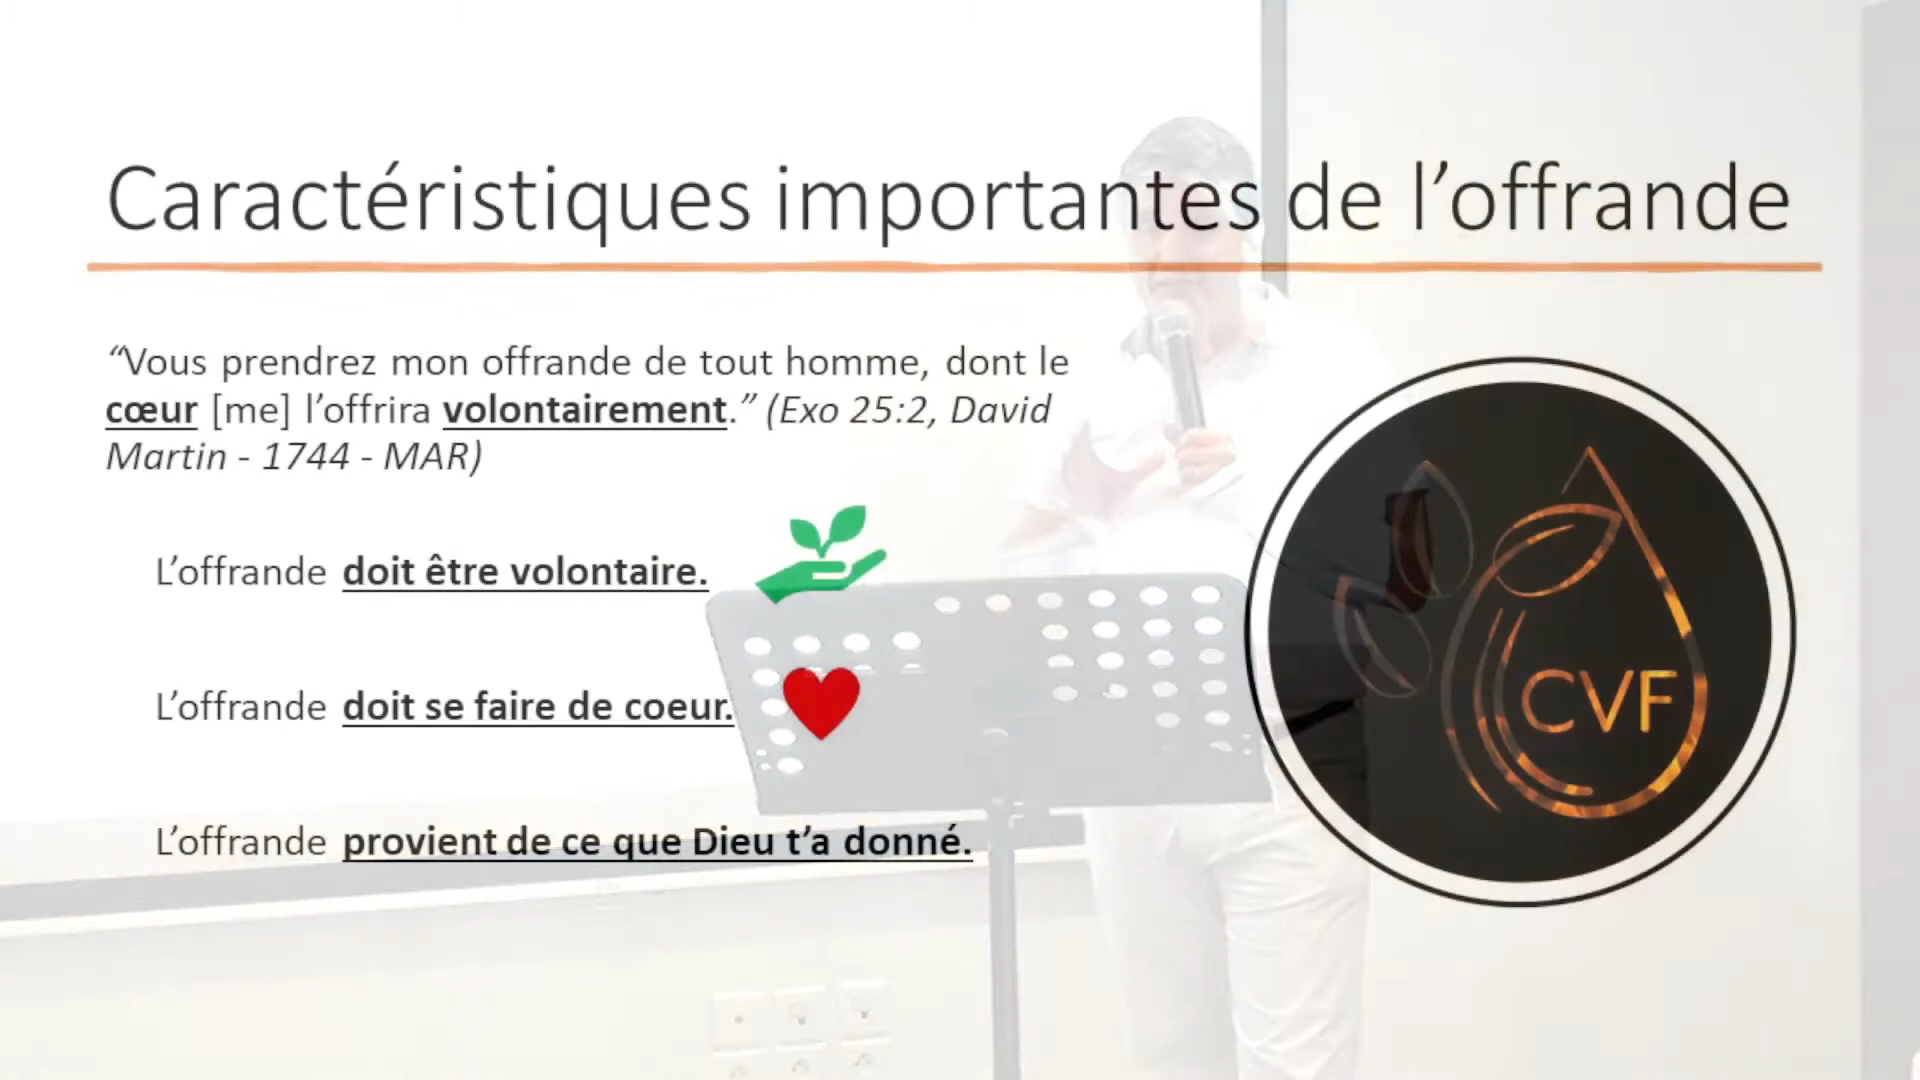 Caractéristiques importantes de l’offrande
“Vous prendrez mon offrande de tout homme, dont le
cœur [me] l’offrira volontairement.” (Exo 25:2, David
Martin - 1744 - MAR)
L’offrande doit être volontaire.
L’offrande doit se faire de coeur.
L’offrande provient de ce que Dieu t’a donné.
CVF